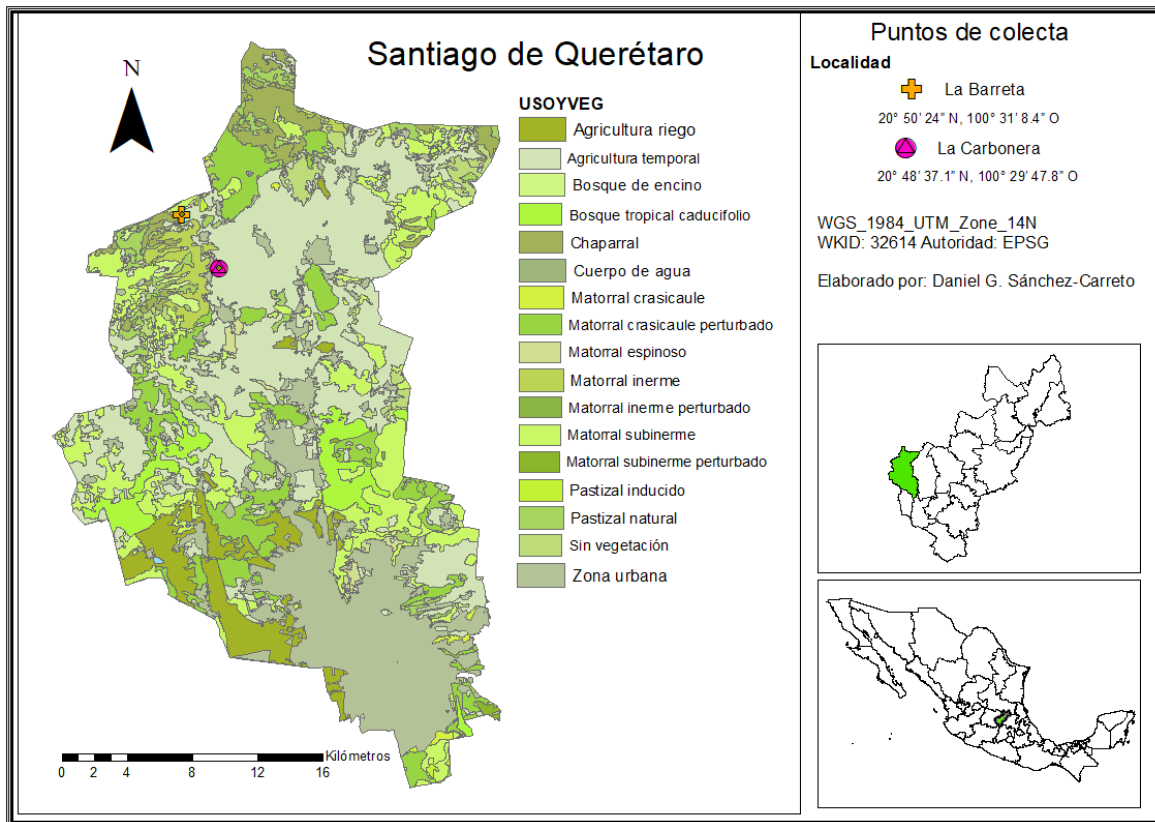 Santiago de Querétaro
N
USOYVEG
Agricultura riego
Agricultura temporal
Bosque de encino
Bosque tropical caducifolio
Chaparral
Cuerpo de agua
Matorral crasicaule
Matorral crasicaule perturbado
Matorral espinoso
Matorral inerme
Matorral inerme perturbado
Matorral subinerme
Matorral subinerme perturbado
Pastizal inducido
Pastizal natural
Sin vegetación
Zona urbana
Kilómetros
0 2 4 8 12 16
Puntos de colecta
Localidad
La Barreta
20° 50' 24" N, 100° 31' 8.4" O
La Carbonera
20° 48' 37.1" N, 100° 29' 47.8" O
WGS_1984_UTM_Zone_14N
WKID: 32614 Autoridad: EPSG
Elaborado por: Daniel G. Sánchez-Carreto